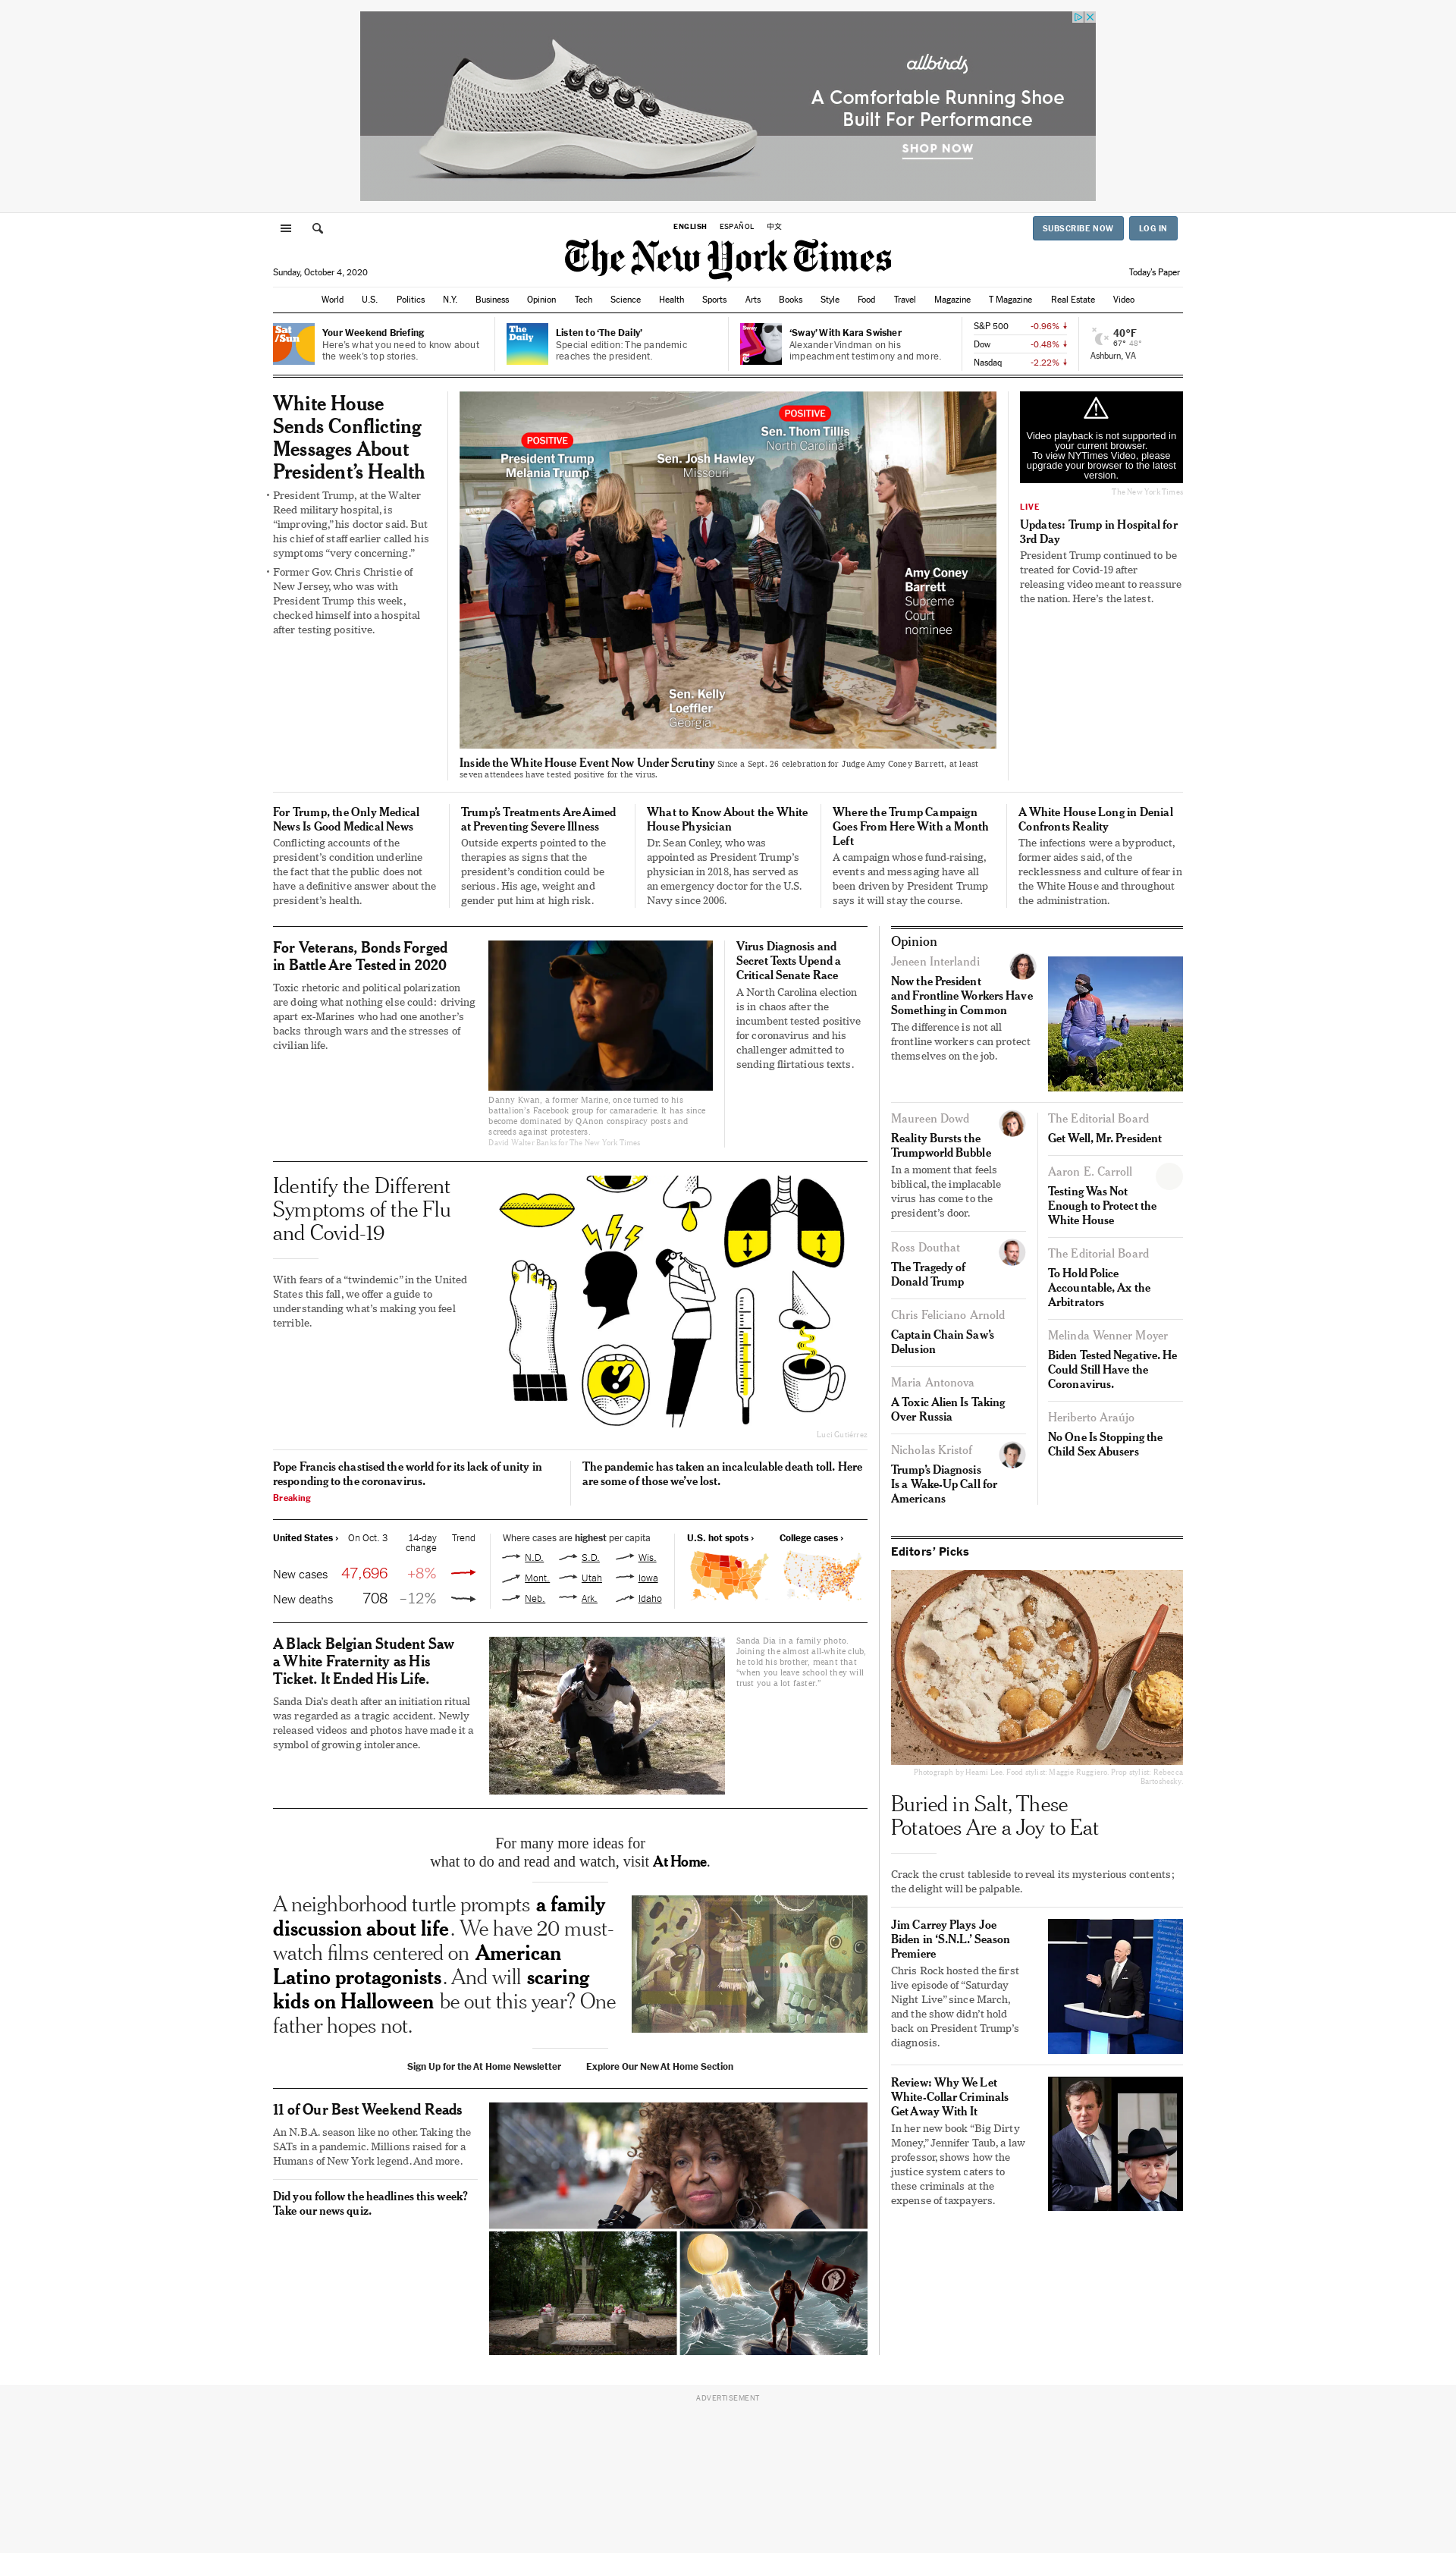 allbirds
A Comfortable Running Shoe
Built For Performance
SHOP NOW
ENGLISH ESPAÑOL 中文
SUBSCRIBE NOW LOG IN
The New York Times
Sunday, October 4, 2020
Today's Paper
World U.S. Politics N.Y. Business Opinion Tech Science Health Sports Arts Books Style Food Travel Magazine T Magazine Real Estate Video
Sat
/Sun
Your Weekend Briefing
Here's what you need to know about
the week's top stories.
The
Daily
Listen to ‘The Daily’
Special edition: The pandemic
reaches the president.
Sway
‘Sway’ With Kara Swisher
Alexander Vindman on his
impeachment testimony and more.
S&P 500 -0.96% ↓
Dow -0.48% ↓
Nasdaq -2.22% ↓
40°F
67° 48°
Ashburn, VA
White House
Sends Conflicting
Messages About
President’s Health
• President Trump, at the Walter
Reed military hospital, is
“improving,” his doctor said. But
his chief of staff earlier called his
symptoms “very concerning.”
• Former Gov. Chris Christie of
New Jersey, who was with
President Trump this week,
checked himself into a hospital
after testing positive.
POSITIVE
President Trump
Melania Trump
Sen. Josh Hawley
Missouri
POSITIVE
Sen. Thom Tillis
North Carolina
Amy Coney
Barrett
Supreme
Court
nominee
Sen. Kelly
Loeffler
Georgia
Inside the White House Event Now Under Scrutiny Since a Sept. 26 celebration for Judge Amy Coney Barrett, at least
seven attendees have tested positive for the virus.
Video playback is not supported in
your current browser.
To view NYTimes Video, please
upgrade your browser to the latest
version.
The New York Times
LIVE
Updates: Trump in Hospital for
3rd Day
President Trump continued to be
treated for Covid-19 after
releasing video meant to reassure
the nation. Here’s the latest.
For Trump, the Only Medical
News Is Good Medical News
Conflicting accounts of the
president’s condition underline
the fact that the public does not
have a definitive answer about the
president’s health.
Trump’s Treatments Are Aimed
at Preventing Severe Illness
Outside experts pointed to the
therapies as signs that the
president’s condition could be
serious. His age, weight and
gender put him at high risk.
What to Know About the White
House Physician
Dr. Sean Conley, who was
appointed as President Trump’s
physician in 2018, has served as
an emergency doctor for the U.S.
Navy since 2006.
Where the Trump Campaign
Goes From Here With a Month
Left
A campaign whose fund-raising,
events and messaging have all
been driven by President Trump
says it will stay the course.
A White House Long in Denial
Confronts Reality
The infections were a byproduct,
former aides said, of the
recklessness and culture of fear in
the White House and throughout
the administration.
For Veterans, Bonds Forged
in Battle Are Tested in 2020
Toxic rhetoric and political polarization
are doing what nothing else could: driving
apart ex-Marines who had one another’s
backs through wars and the stresses of
civilian life.
Danny Kwan, a former Marine, once turned to his
battalion’s Facebook group for camaraderie. It has since
become dominated by QAnon conspiracy posts and
screeds against protesters.
David Walter Banks for The New York Times
Virus Diagnosis and
Secret Texts Upend a
Critical Senate Race
A North Carolina election
is in chaos after the
incumbent tested positive
for coronavirus and his
challenger admitted to
sending flirtatious texts.
Identify the Different
Symptoms of the Flu
and Covid-19
With fears of a “twindemic” in the United
States this fall, we offer a guide to
understanding what’s making you feel
terrible.
Luci Gutiérrez
Pope Francis chastised the world for its lack of unity in
responding to the coronavirus.
Breaking
The pandemic has taken an incalculable death toll. Here
are some of those we’ve lost.
United States › On Oct. 3 14-day
change Trend
New cases 47,696 +8%
New deaths 708 –12%
Where cases are highest per capita
N.D. S.D. Wis.
Mont. Utah Iowa
Neb. Ark. Idaho
U.S. hot spots › College cases ›
A Black Belgian Student Saw
a White Fraternity as His
Ticket. It Ended His Life.
Sanda Dia’s death after an initiation ritual
was regarded as a tragic accident. Newly
released videos and photos have made it a
symbol of growing intolerance.
Sanda Dia in a family photo.
Joining the almost all-white club,
he told his brother, meant that
“when you leave school they will
trust you a lot faster.”
For many more ideas for
what to do and read and watch, visit At Home.
A neighborhood turtle prompts a family
discussion about life. We have 20 must-
watch films centered on American
Latino protagonists. And will scaring
kids on Halloween be out this year? One
father hopes not.
Sign Up for the At Home Newsletter Explore Our New At Home Section
11 of Our Best Weekend Reads
An N.B.A. season like no other. Taking the
SATs in a pandemic. Millions raised for a
Humans of New York legend. And more.
Did you follow the headlines this week?
Take our news quiz.
Opinion
Jeneen Interlandi
Now the President
and Frontline Workers Have
Something in Common
The difference is not all
frontline workers can protect
themselves on the job.
Maureen Dowd
Reality Bursts the
Trumpworld Bubble
In a moment that feels
biblical, the implacable
virus has come to the
president’s door.
Ross Douthat
The Tragedy of
Donald Trump
Chris Feliciano Arnold
Captain Chain Saw’s
Delusion
Maria Antonova
A Toxic Alien Is Taking
Over Russia
Nicholas Kristof
Trump’s Diagnosis
Is a Wake-Up Call for
Americans
The Editorial Board
Get Well, Mr. President
Aaron E. Carroll
Testing Was Not
Enough to Protect the
White House
The Editorial Board
To Hold Police
Accountable, Ax the
Arbitrators
Melinda Wenner Moyer
Biden Tested Negative. He
Could Still Have the
Coronavirus.
Heriberto Araújo
No One Is Stopping the
Child Sex Abusers
Editors’ Picks
Photograph by Heami Lee. Food stylist: Maggie Ruggiero. Prop stylist: Rebecca
Bartoshesky.
Buried in Salt, These
Potatoes Are a Joy to Eat
Crack the crust tableside to reveal its mysterious contents;
the delight will be palpable.
Jim Carrey Plays Joe
Biden in ‘S.N.L.’ Season
Premiere
Chris Rock hosted the first
live episode of “Saturday
Night Live” since March,
and the show didn’t hold
back on President Trump’s
diagnosis.
Review: Why We Let
White-Collar Criminals
Get Away With It
In her new book “Big Dirty
Money,” Jennifer Taub, a law
professor, shows how the
justice system caters to
these criminals at the
expense of taxpayers.
ADVERTISEMENT